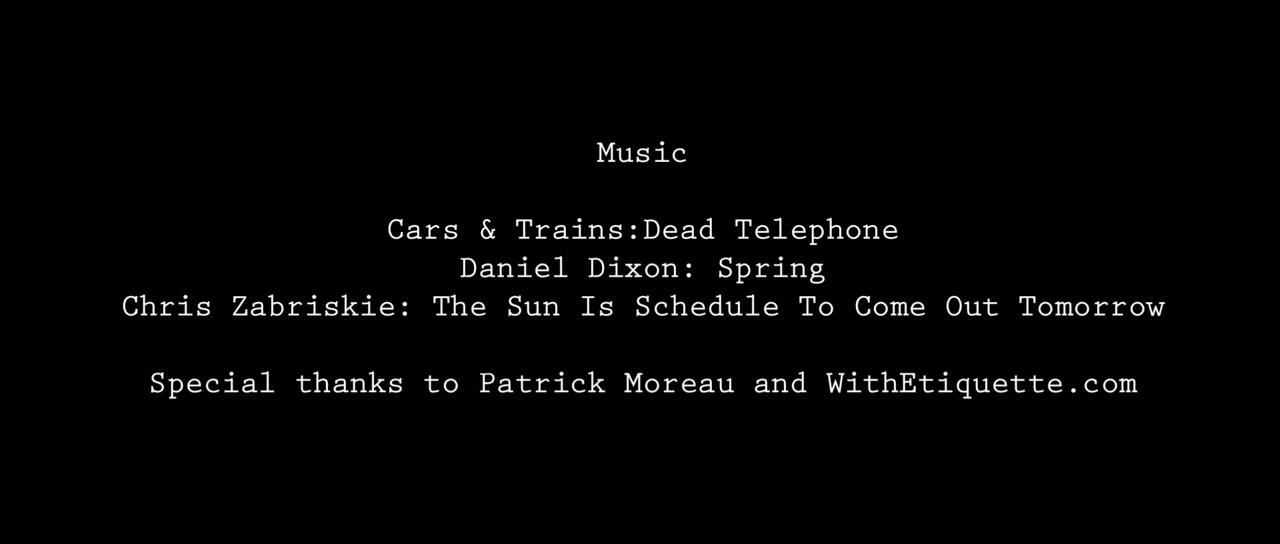 Music
Cars & Trains:Dead Telephone
Daniel Dixon: Spring
Chris Zabriskie: The Sun Is Schedule To Come Out Tomorrow
Special thanks to Patrick Moreau and WithEtiquette.com